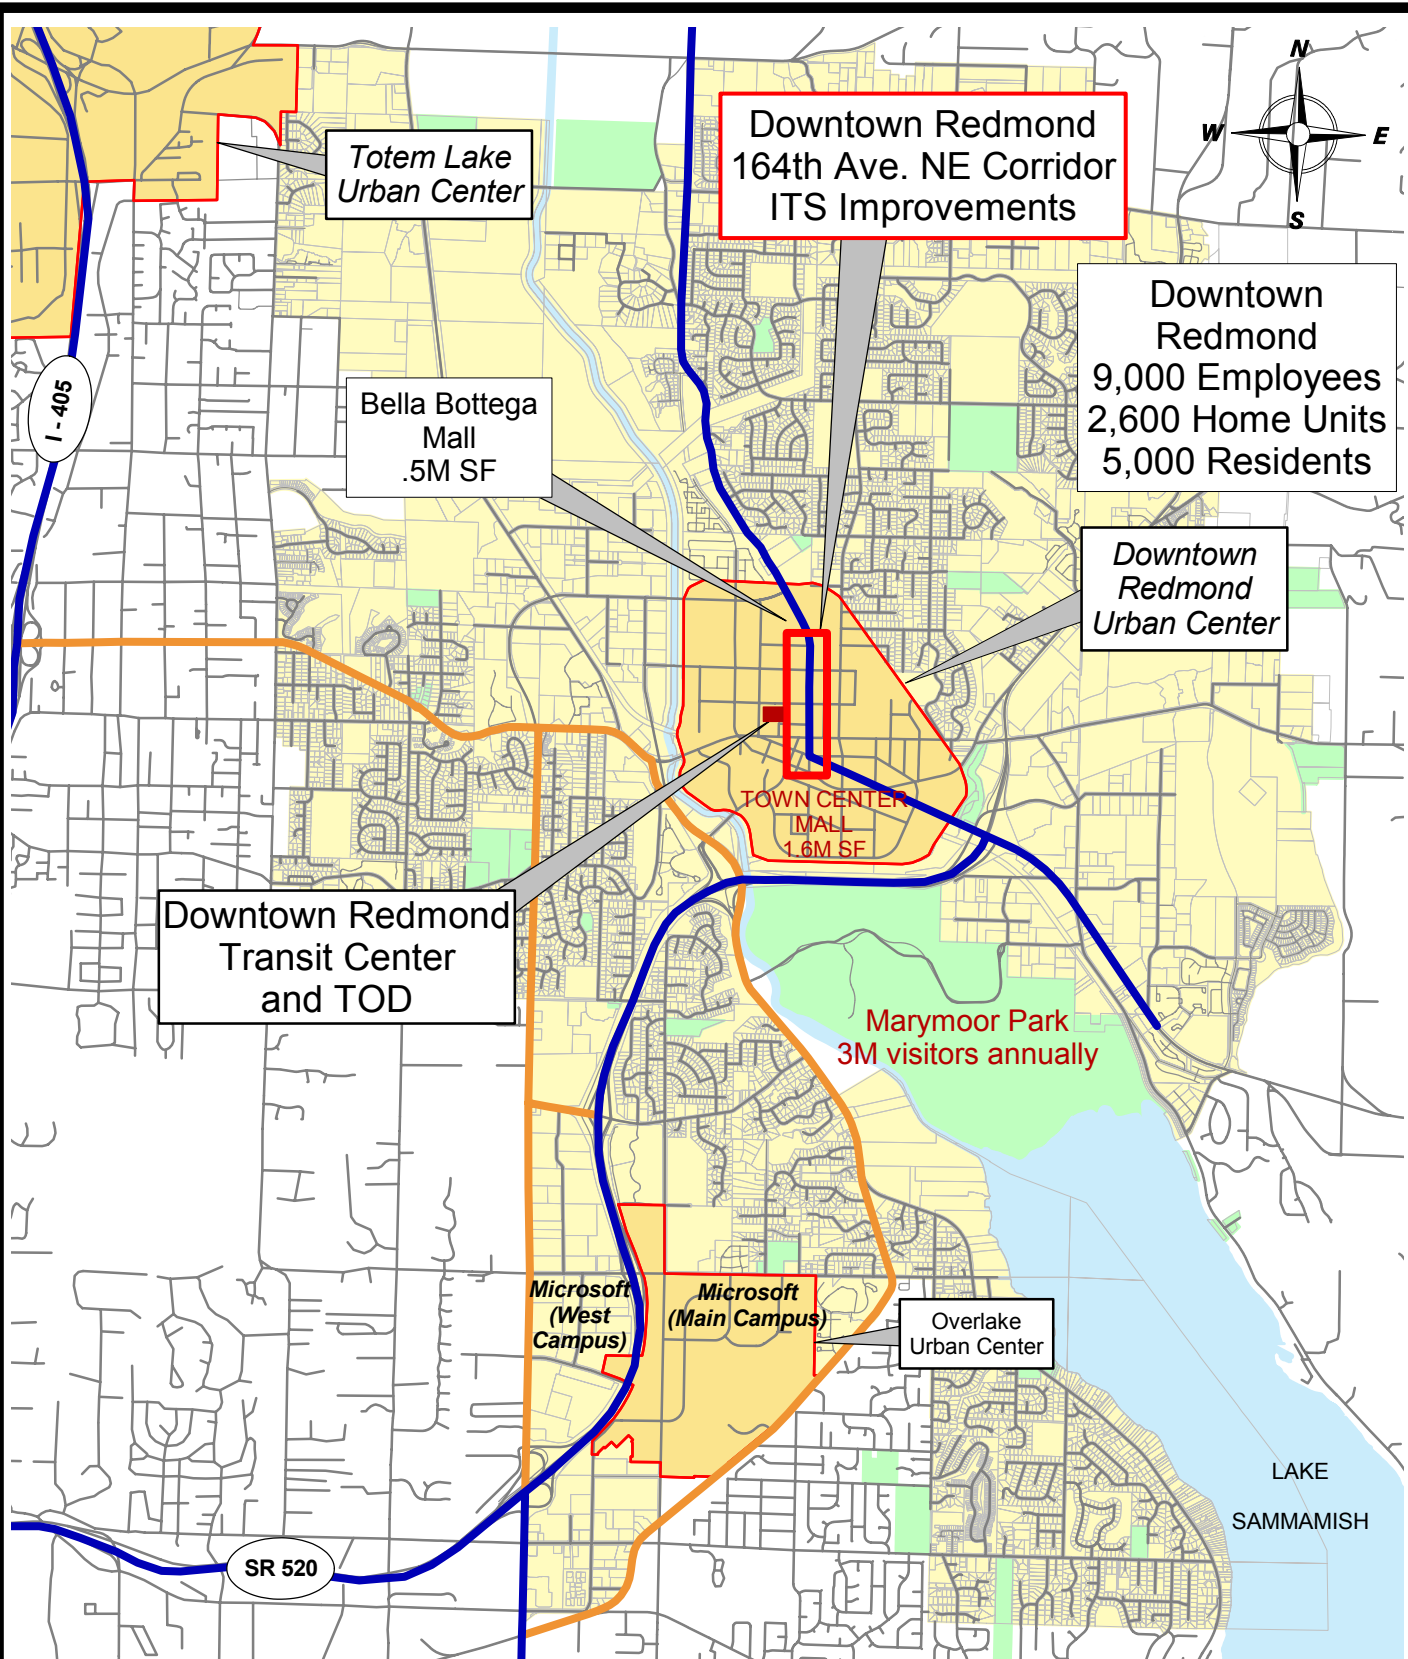 N
W
E
S
Downtown Redmond
164th Ave. NE Corridor
ITS Improvements
Totem Lake
Urban Center
Downtown
Redmond
9,000 Employees
2,600 Home Units
5,000 Residents
I - 405
Bella Bottega
Mall
.5M SF
Downtown
Redmond
Urban Center
TOWN CENTER
MALL
1.6M SF
Downtown Redmond
Transit Center
and TOD
Marymoor Park
3M visitors annually
Microsoft
(West
Campus)
Microsoft
(Main Campus)
Overlake
Urban Center
LAKE
SAMMAMISH
SR 520